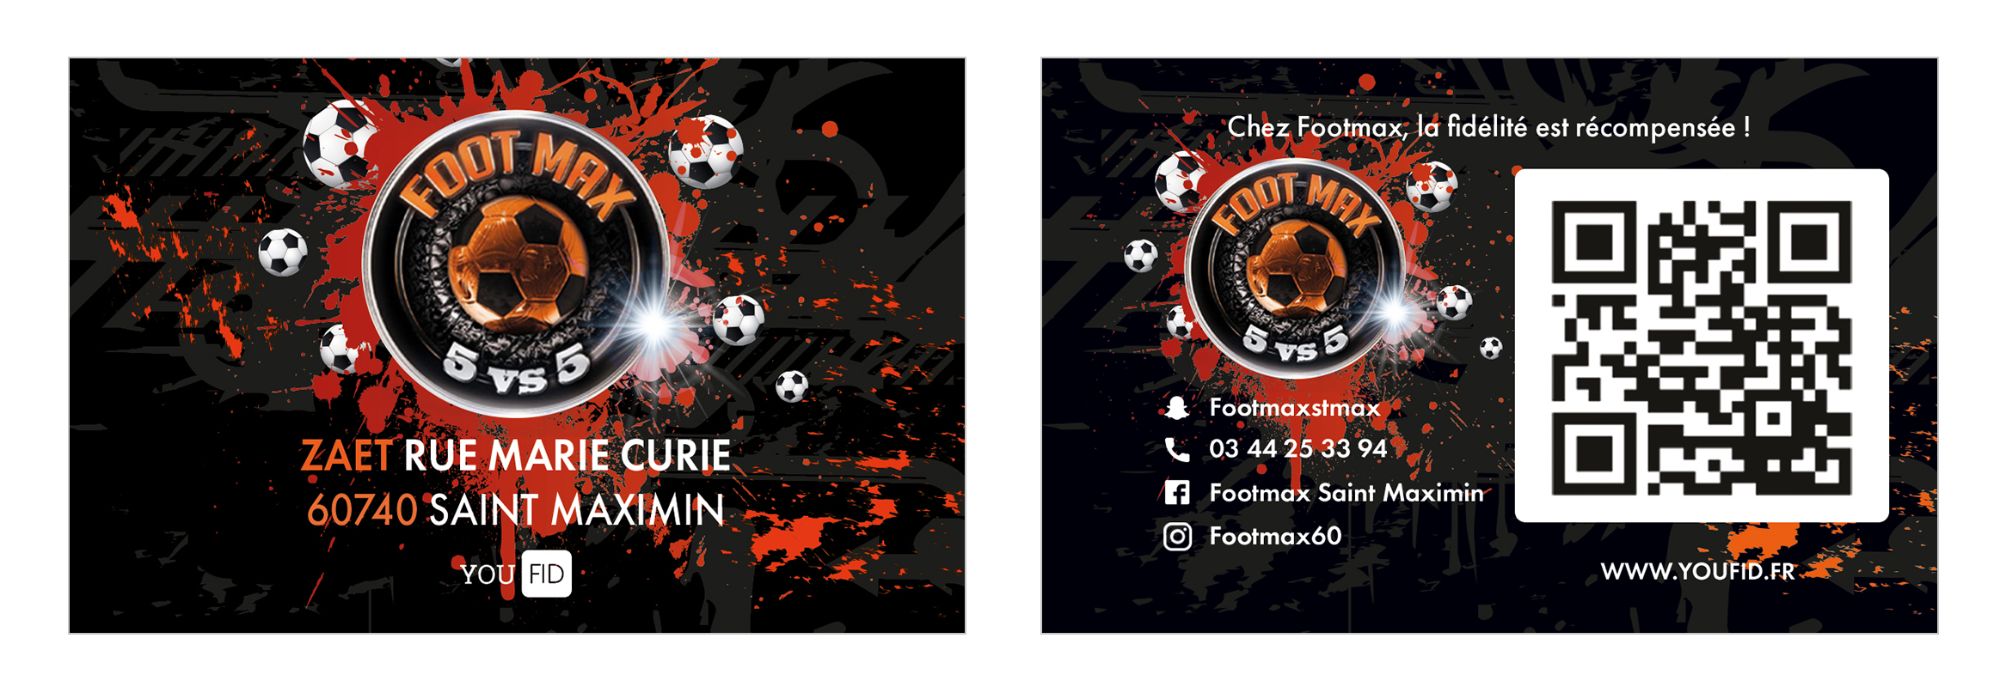 FOOT MAX
5 vs 5
ZAET RUE MARIE CURIE
60740 SAINT MAXIMIN
YOU FID
Chez Footmax, la fidélité est récompensée !
FOOT MAX
5 vs 5
Footmaxstmax
03 44 25 33 94
Footmax Saint Maximin
Footmax60
WWW.YOUFID.FR